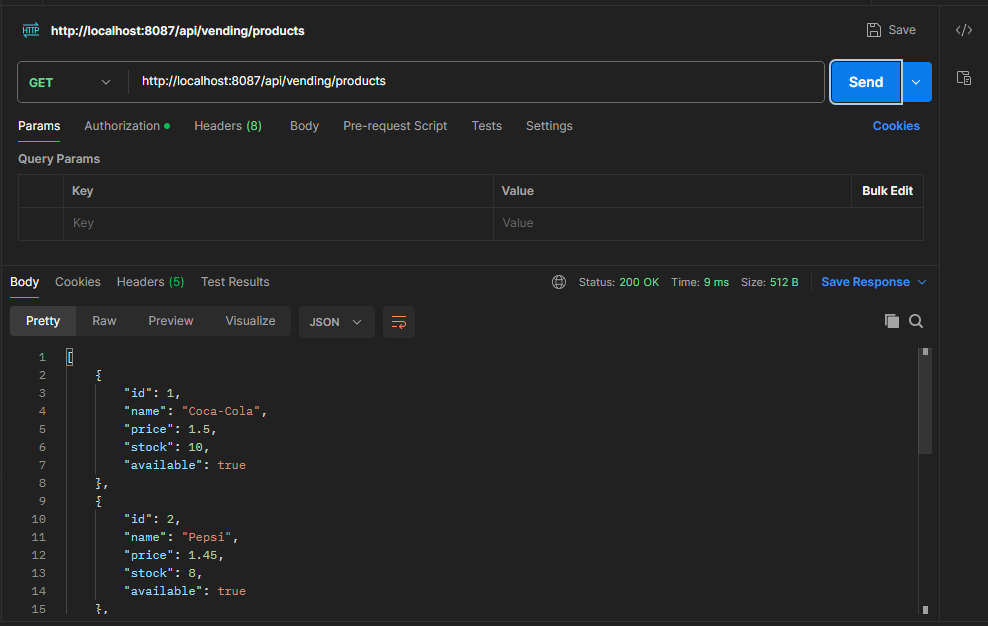 HTTP http://localhost:8087/api/vending/products Save
GET http://localhost:8087/api/vending/products Send
Params Authorization Headers (8) Body Pre-request Script Tests Settings Cookies
Query Params
Key Value Bulk Edit
Key Value
Body Cookies Headers (5) Test Results Status: 200 OK Time: 9 ms Size: 512 B Save Response
Pretty Raw Preview Visualize JSON
1 [
2 {
3 "id": 1,
4 "name": "Coca-Cola",
5 "price": 1.5,
6 "stock": 10,
7 "available": true
8 },
9 {
10 "id": 2,
11 "name": "Pepsi",
12 "price": 1.45,
13 "stock": 8,
14 "available": true
15 },